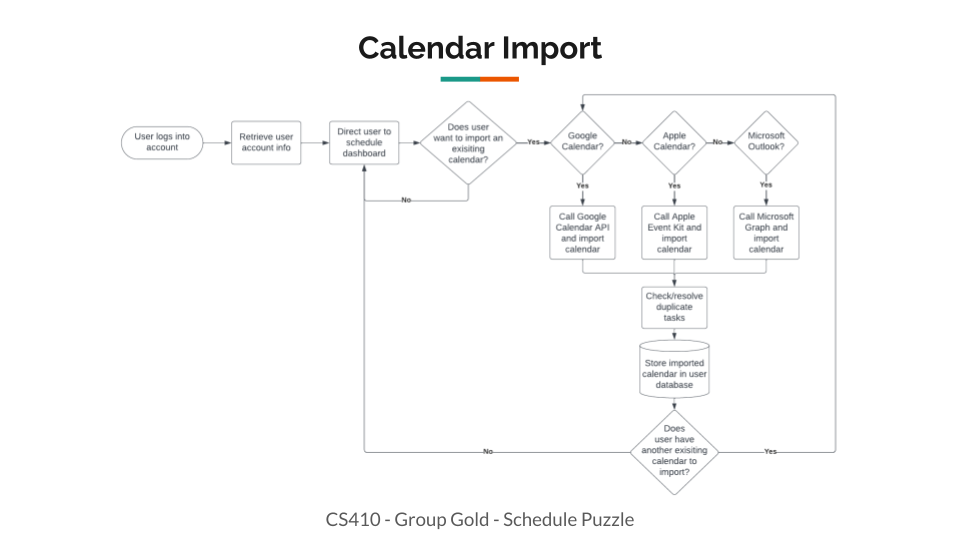 Calendar Import
User logs into
account
Retrieve user
account info
Direct user to
schedule
dashboard
Does user
want to import an
exisiting
calendar?
Yes
Google
Calendar?
No
Apple
Calendar?
No
Microsoft
Outlook?
No
Yes
Yes
Yes
Call Google
Calendar API
and import
calendar
Call Apple
Event Kit and
import
calendar
Call Microsoft
Graph and
import
calendar
Check/resolve
duplicate
tasks
Store imported
calendar in user
database
Does
user have
another exisiting
calendar to
import?
No
Yes
CS410 - Group Gold - Schedule Puzzle